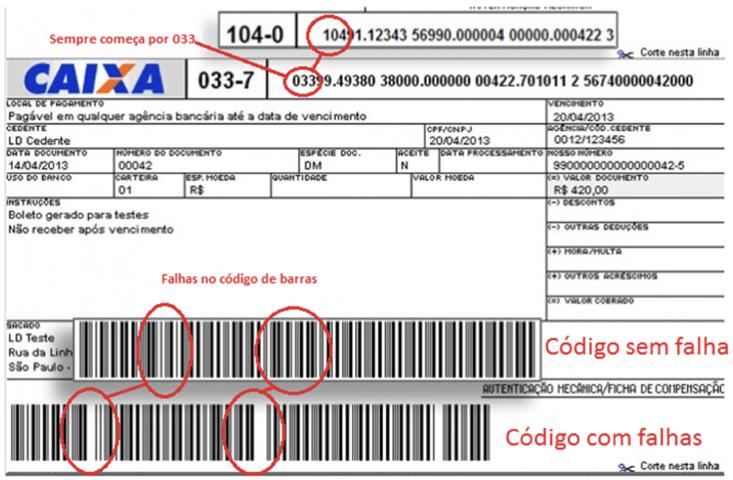 104-0 10491.12343 56990.000004 00000.000422 3
Sempre começa por 033
Corte nesta linha
CAIXA 033-7 03399.49380 38000.000000 00422.701011 2 56740000042000
LOCAL DE PAGAMENTO VENCIMENTO
Pagável em qualquer agência bancária até a data de vencimento 20/04/2013
CEDENTE CPF/CNPJ AGÊNCIA/CÓD.CEDENTE
LD Cedente 20/04/2013 0012/123456
DATA DOCUMENTO NÚMERO DO DOCUMENTO ESPÉCIE DOC. ACEITE DATA PROCESSAMENTO NOSSO NÚMERO
14/04/2013 00042 DM N 990000000000000042-5
USO DO BANCO CARTEIRA ESP. MOEDA QUANTIDADE VALOR MOEDA (=) VALOR DOCUMENTO
01 R$ R$ 420,00
INSTRUÇÕES (-) DESCONTOS
Boleto gerado para testes
Não receber após vencimento
(-) OUTRAS DEDUÇÕES
(+) MORA/MULTA
Falhas no código de barras
(+) OUTROS ACRÉSCIMOS
(=) VALOR COBRADO
SACADO
LD Teste
Rua da Linh
São Paulo -
Código sem falha
AUTENTICAÇÃO MECÂNICA/FICHA DE COMPENSAÇÃO
Código com falhas
Corte nesta linha